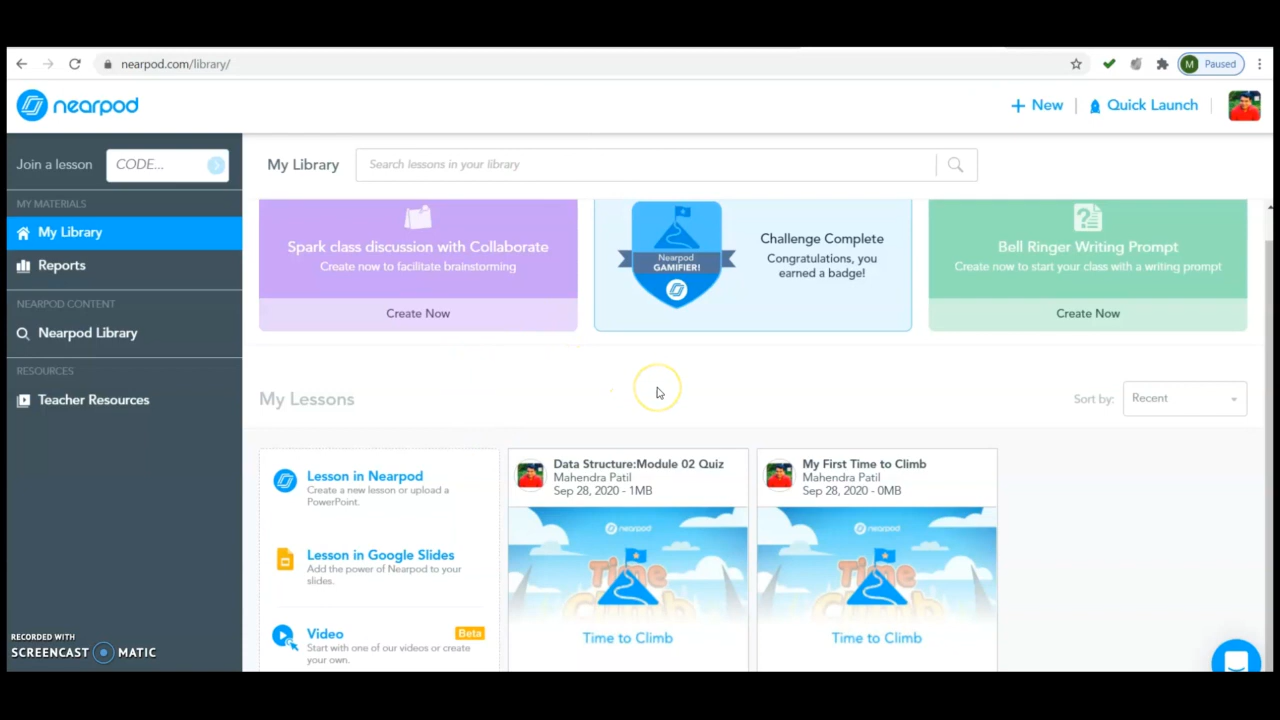 nearpod.com/library/
M Paused
nearpod
+ New
Quick Launch
Join a lesson
CODE...
MY MATERIALS
My Library
Reports
NEARPOD CONTENT
Nearpod Library
RESOURCES
Teacher Resources
RECORDED WITH
SCREENCAST MATIC
My Library
Search lessons in your library
Spark class discussion with Collaborate
Create now to facilitate brainstorming
Create Now
Nearpod
GAMIFIER!
Challenge Complete
Congratulations, you
earned a badge!
Bell Ringer Writing Prompt
Create now to start your class with a writing prompt
Create Now
My Lessons
Sort by:
Recent
Lesson in Nearpod
Create a new lesson or upload a
PowerPoint.
Lesson in Google Slides
Add the power of Nearpod to your
slides.
Video
Beta
Start with one of our videos or create
your own.
Data Structure:Module 02 Quiz
Mahendra Patil
Sep 28, 2020 - 1MB
nearpod
Time
Climb
Time to Climb
My First Time to Climb
Mahendra Patil
Sep 28, 2020 - 0MB
nearpod
Time
Climb
Time to Climb